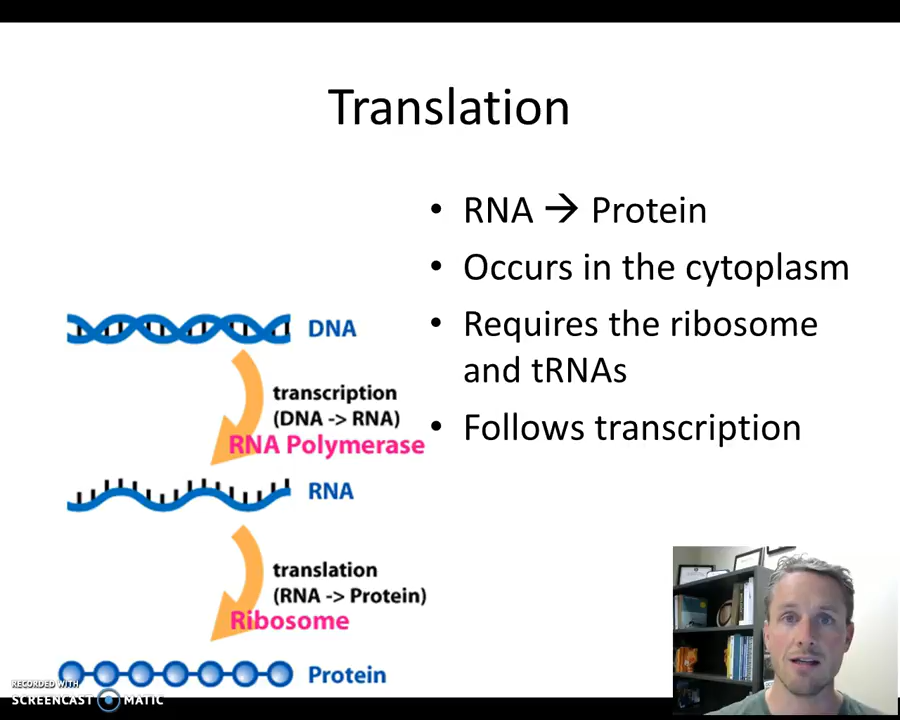 Translation
• RNA → Protein
• Occurs in the cytoplasm
• Requires the ribosome
and tRNAs
• Follows transcription
DNA
transcription
(DNA -> RNA)
RNA Polymerase
RNA
translation
(RNA -> Protein)
Ribosome
Protein
RECORDED WITH
SCREENCAST MATIC